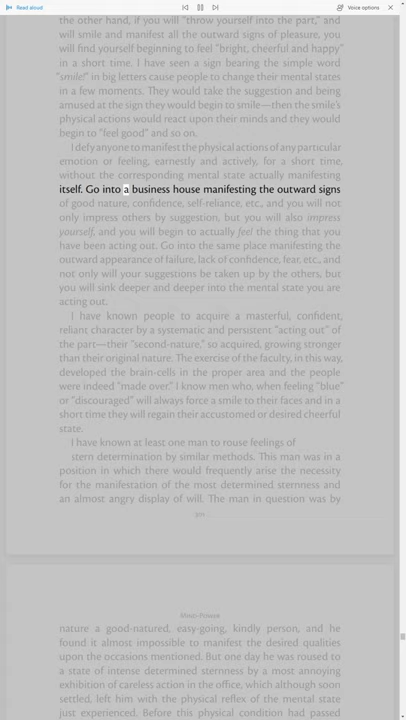 Read aloud
Voice options
the other hand, if you will "throw yourself into the part," and
will smile and manifest all the outward signs of pleasure, you
will find yourself beginning to feel "bright, cheerful and happy"
in a short time. I have seen a sign bearing the simple word
"smile!" in big letters cause people to change their mental states
in a few moments. They would take the suggestion and being
amused at the sign they would begin to smile—then the smile's
physical actions would react upon their minds and they would
begin to "feel good" and so on.
I defy anyone to manifest the physical actions of any particular
emotion or feeling, earnestly and actively, for a short time,
without the corresponding mental state actually manifesting
itself. Go into a business house manifesting the outward signs
of good nature, confidence, self-reliance, etc., and you will not
only impress others by suggestion, but you will also impress
yourself, and you will begin to actually feel the thing that you
have been acting out. Go into the same place manifesting the
outward appearance of failure, lack of confidence, fear, etc., and
not only will your suggestions be taken up by the others, but
you will sink deeper and deeper into the mental state you are
acting out.
I have known people to acquire a masterful, confident,
reliant character by a systematic and persistent "acting out" of
the part—their "second-nature," so acquired, growing stronger
than their original nature. The exercise of the faculty, in this way,
developed the brain-cells in the proper area and the people
were indeed "made over." I know men who, when feeling "blue"
or "discouraged" will always force a smile to their faces and in a
short time they will regain their accustomed or desired cheerful
state.
I have known at least one man to rouse feelings of
stern determination by similar methods. This man was in a
position in which there would frequently arise the necessity
for the manifestation of the most determined sternness and
an almost angry display of will. The man in question was by
Mind-Power
nature a good-natured, easy-going, kindly person, and he
found it almost impossible to manifest the desired qualities
upon the occasions mentioned. But one day he was roused to
a state of intense determined sternness by a most annoying
exhibition of careless action in the office, which although soon
settled, left him with the physical reflex of the mental state
just experienced. Before this physical condition had passed